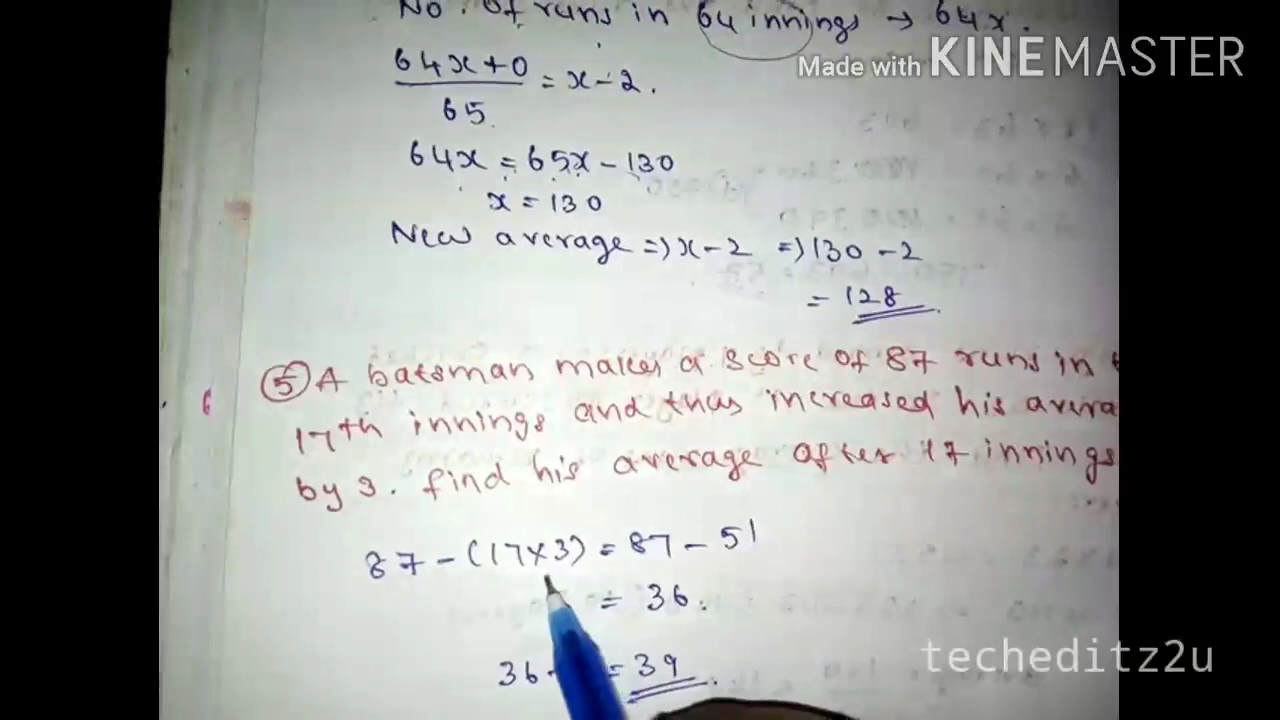 No. of runs in 64 innings → 64x.
Made with KINEMASTER
64x+0
= x-2.
65
64x = 65x - 130
x = 130
New average => x-2 => 130 - 2
= 128
5 A batsman makes a score of 87 runs in
17th innings and thus increased his avera
by 3. find his average after 17 innings
87 - (17x3) = 87 - 51
= 36.
36 = 39
techeditz2u